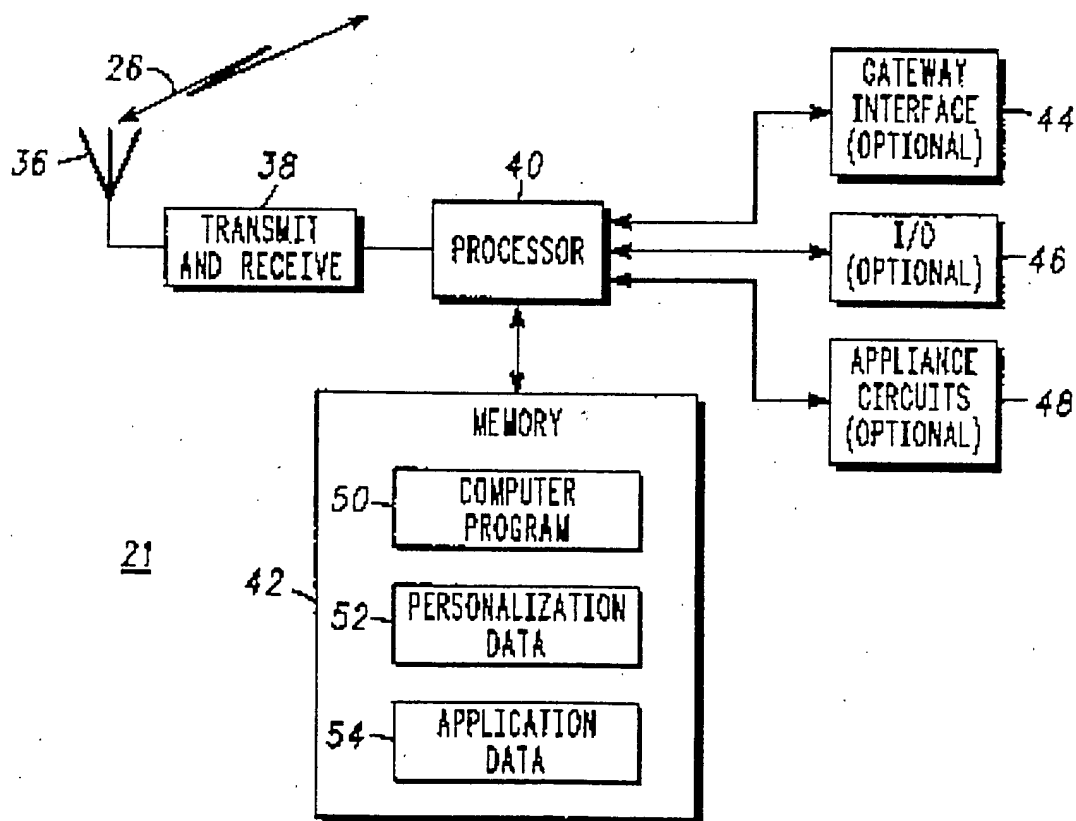 26
36
38
TRANSMIT
AND RECEIVE
40
PROCESSOR
GATEWAY
INTERFACE
(OPTIONAL)
44
I/O
(OPTIONAL)
46
APPLIANCE
CIRCUITS
(OPTIONAL)
48
MEMORY
50
COMPUTER
PROGRAM
21
42
52
PERSONALIZATION
DATA
54
APPLICATION
DATA